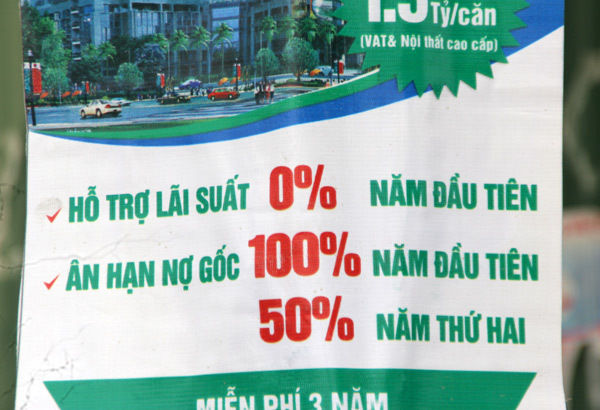 Tỷ/căn
(VAT& Nội thất cao cấp)
HỖ TRỢ LÃI SUẤT 0% NĂM ĐẦU TIÊN
ÂN HẠN NỢ GỐC 100% NĂM ĐẦU TIÊN
50% NĂM THỨ HAI
MIỄN PHÍ 3 NĂM